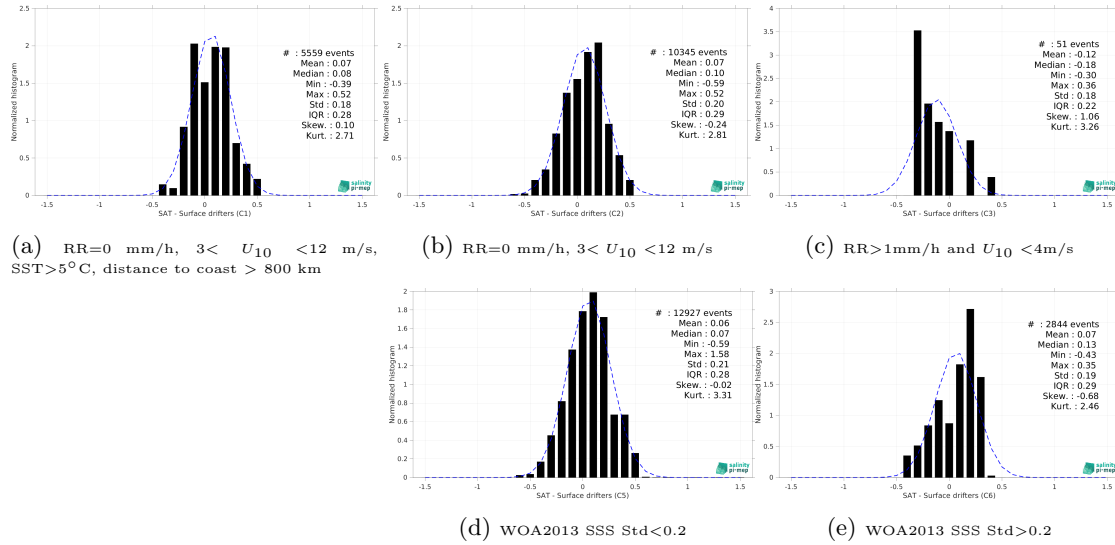 2.5
2
1.5
1
0.5
0
-1.5 -1 -0.5 0 0.5 1 1.5
Normalized histogram
SAT - Surface drifters (C1)
# : 5559 events
Mean : 0.07
Median : 0.08
Min : -0.39
Max : 0.52
Std : 0.18
IQR : 0.28
Skew. : 0.10
Kurt. : 2.71
salinity
pi-mep
(a) RR=0 mm/h, 3< U10 <12 m/s,
SST>5°C, distance to coast > 800 km
2.5
2
1.5
1
0.5
0
-1.5 -1 -0.5 0 0.5 1 1.5
Normalized histogram
SAT - Surface drifters (C2)
# : 10345 events
Mean : 0.07
Median : 0.10
Min : -0.59
Max : 0.52
Std : 0.20
IQR : 0.29
Skew. : -0.24
Kurt. : 2.81
salinity
pi-mep
(b) RR=0 mm/h, 3< U10 <12 m/s
4
3.5
3
2.5
2
1.5
1
0.5
0
-1.5 -1 -0.5 0 0.5 1 1.5
Normalized histogram
SAT - Surface drifters (C3)
# : 51 events
Mean : -0.12
Median : -0.18
Min : -0.30
Max : 0.36
Std : 0.18
IQR : 0.22
Skew. : 1.06
Kurt. : 3.26
salinity
pi-mep
(c) RR>1mm/h and U10 <4m/s
2
1.8
1.6
1.4
1.2
1
0.8
0.6
0.4
0.2
0
-1.5 -1 -0.5 0 0.5 1 1.5
Normalized histogram
SAT - Surface drifters (C5)
# : 12927 events
Mean : 0.06
Median : 0.07
Min : -0.59
Max : 1.58
Std : 0.21
IQR : 0.28
Skew. : -0.02
Kurt. : 3.31
salinity
pi-mep
(d) WOA2013 SSS Std<0.2
3
2.5
2
1.5
1
0.5
0
-1.5 -1 -0.5 0 0.5 1 1.5
Normalized histogram
SAT - Surface drifters (C6)
# : 2844 events
Mean : 0.07
Median : 0.13
Min : -0.43
Max : 0.35
Std : 0.19
IQR : 0.29
Skew. : -0.68
Kurt. : 2.46
salinity
pi-mep
(e) WOA2013 SSS Std>0.2